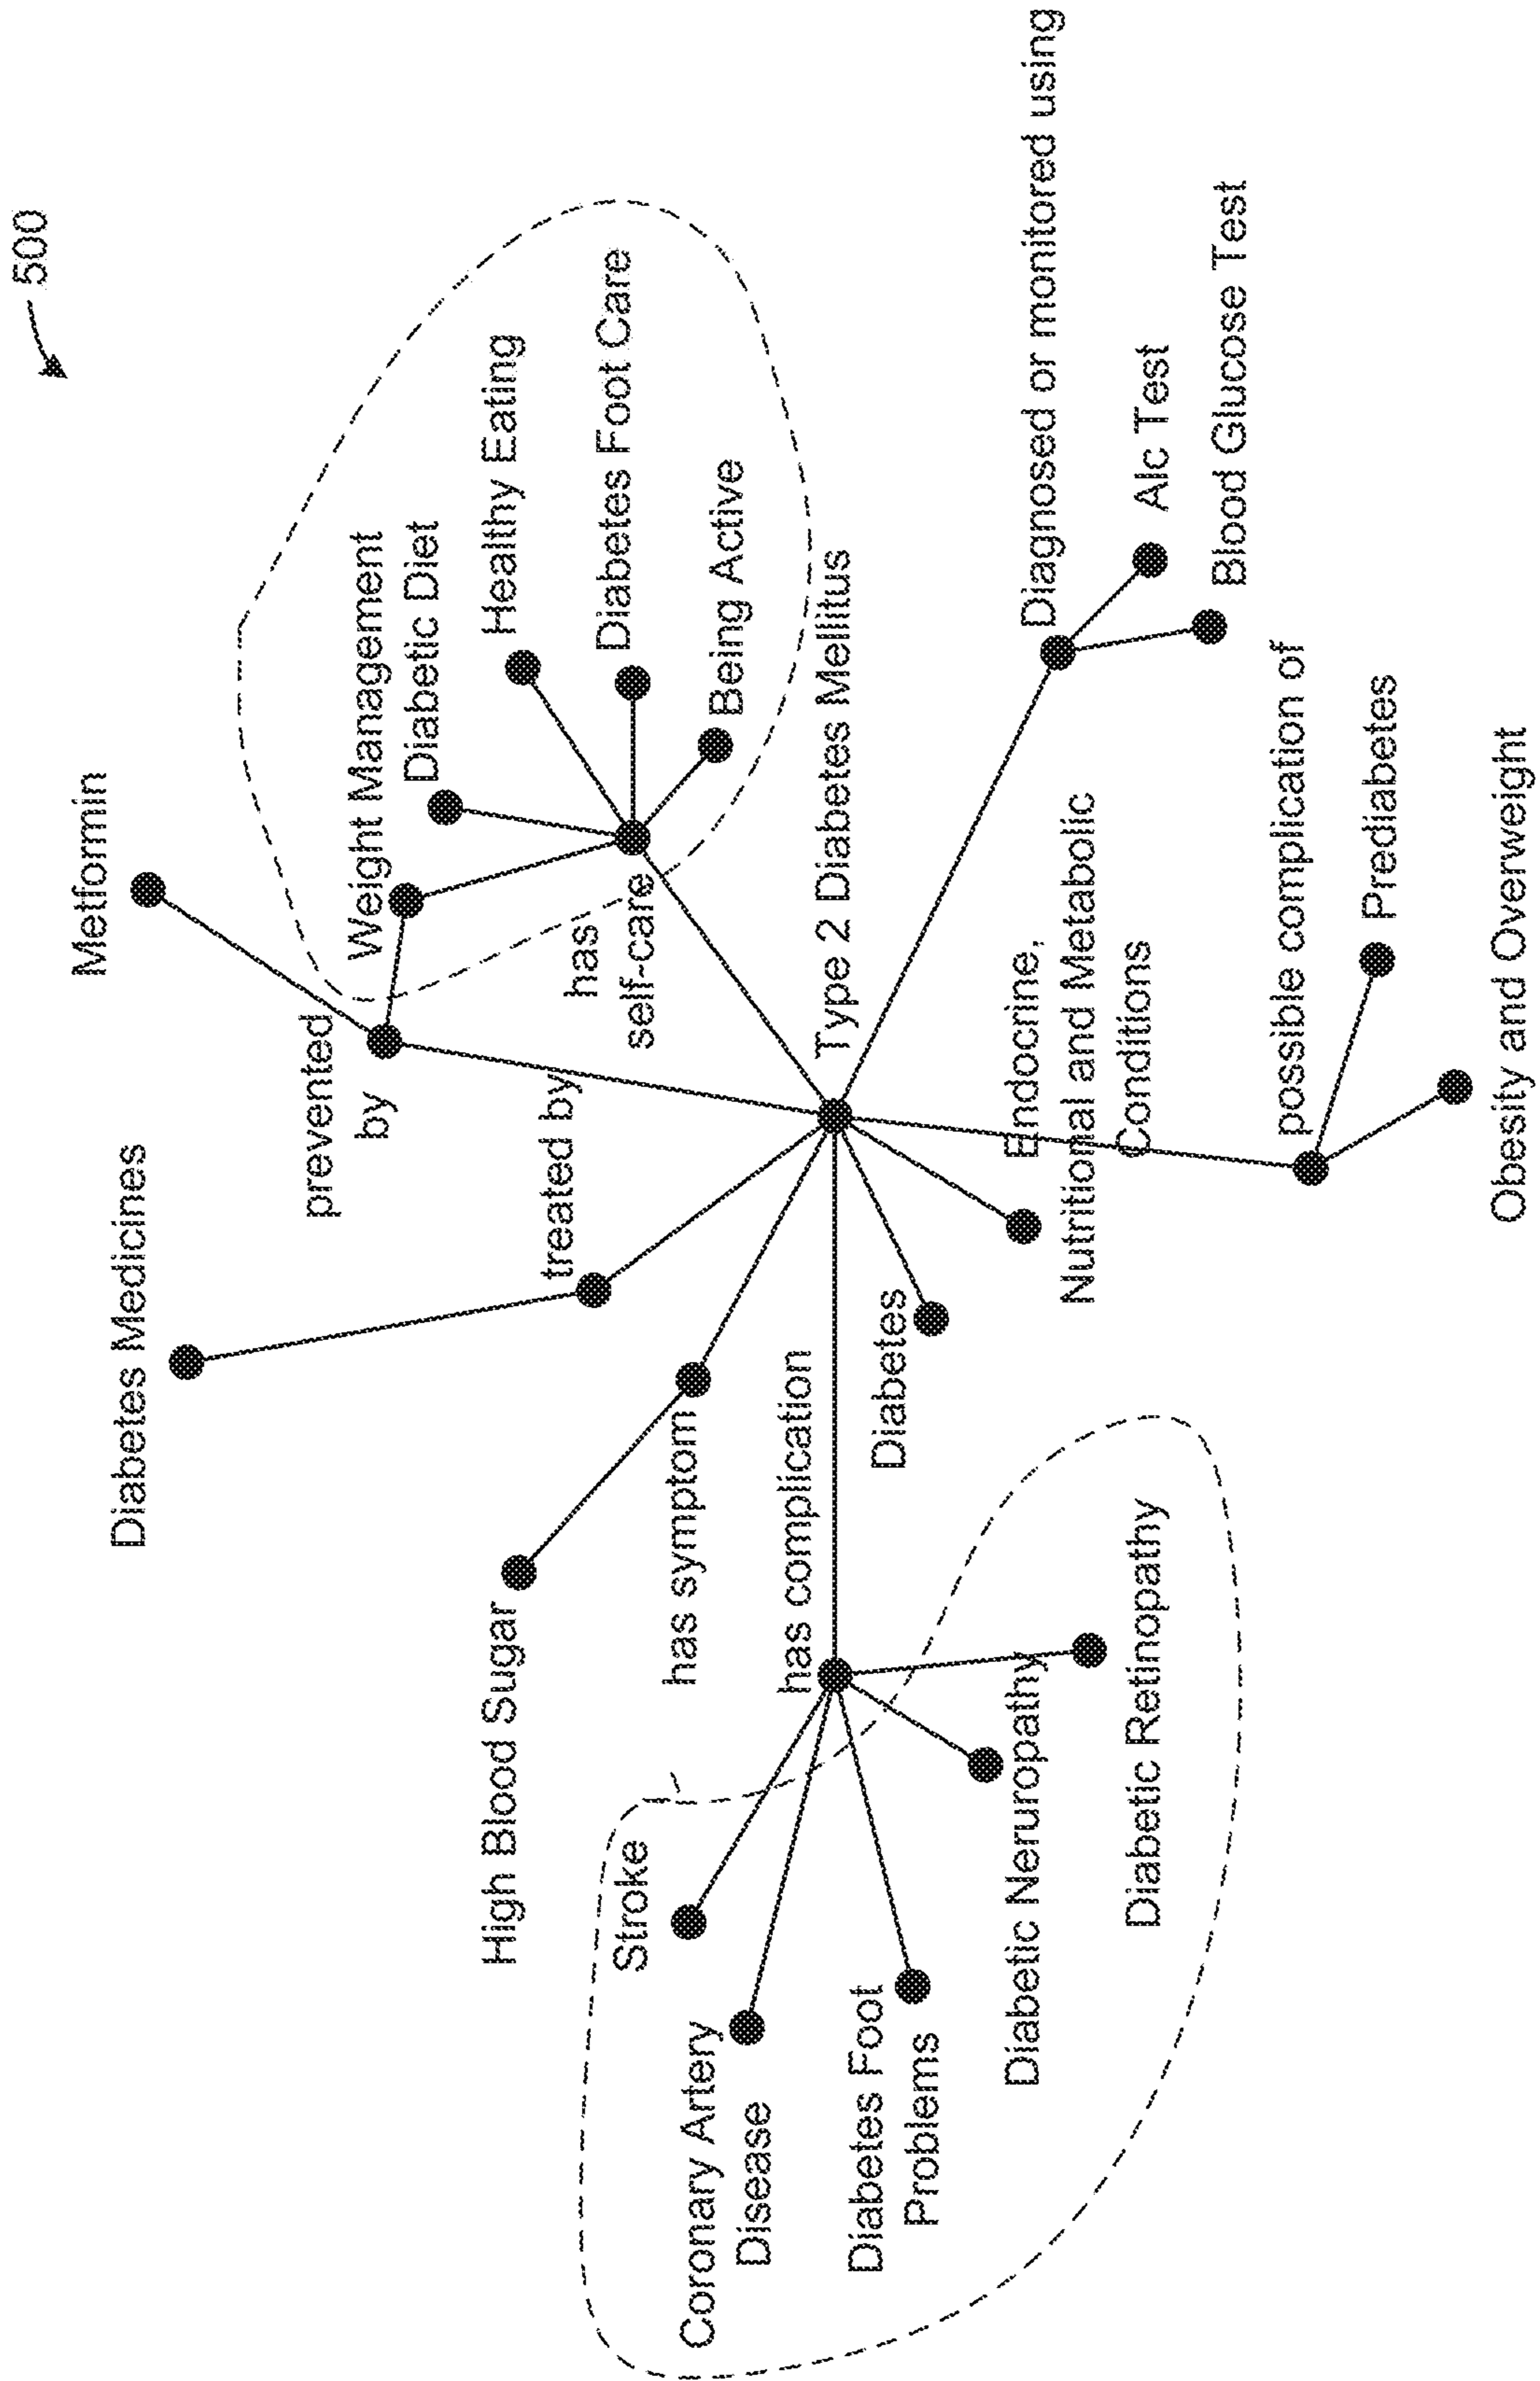 500
Metformin
Diabetes Medicines
prevented
by
Weight Management
Diabetic Diet
Healthy Eating
Diabetes Foot Care
Being Active
has
self-care
treated by
High Blood Sugar
has symptom
Type 2 Diabetes Mellitus
has complication
Stroke
Coronary Artery
Disease
Diabetes Foot
Problems
Diabetic Neruropathy
Diabetic Retinopathy
Diabetes
Endocrine,
Nutritional and Metabolic
Conditions
Diagnosed or monitored using
Alc Test
Blood Glucose Test
possible complication of
Prediabetes
Obesity and Overweight